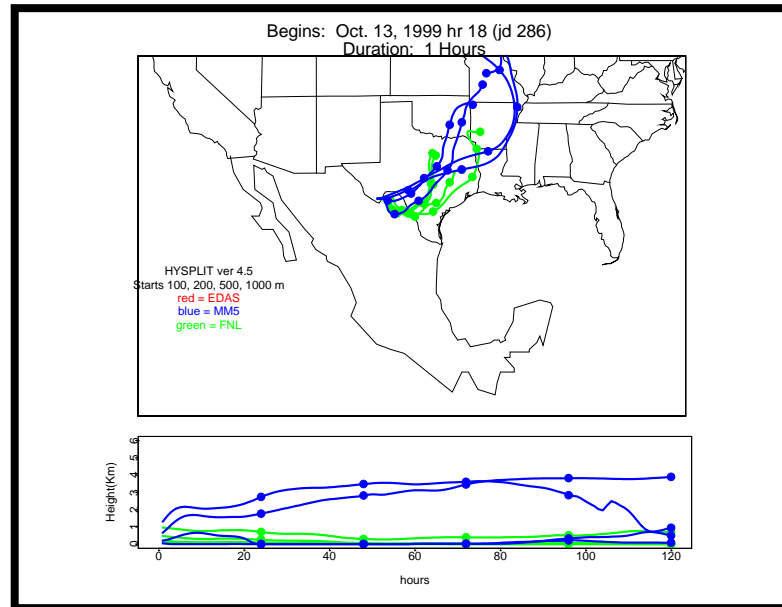 Begins:  Oct. 13, 1999 hr 18 (jd 286)
Duration:  1 Hours
HYSPLIT ver 4.5
Starts 100, 200, 500, 1000 m
red = EDAS
blue = MM5
green = FNL
Height(Km)
6
5
4
3
2
1
0
0 20 40 60 80 100 120
hours